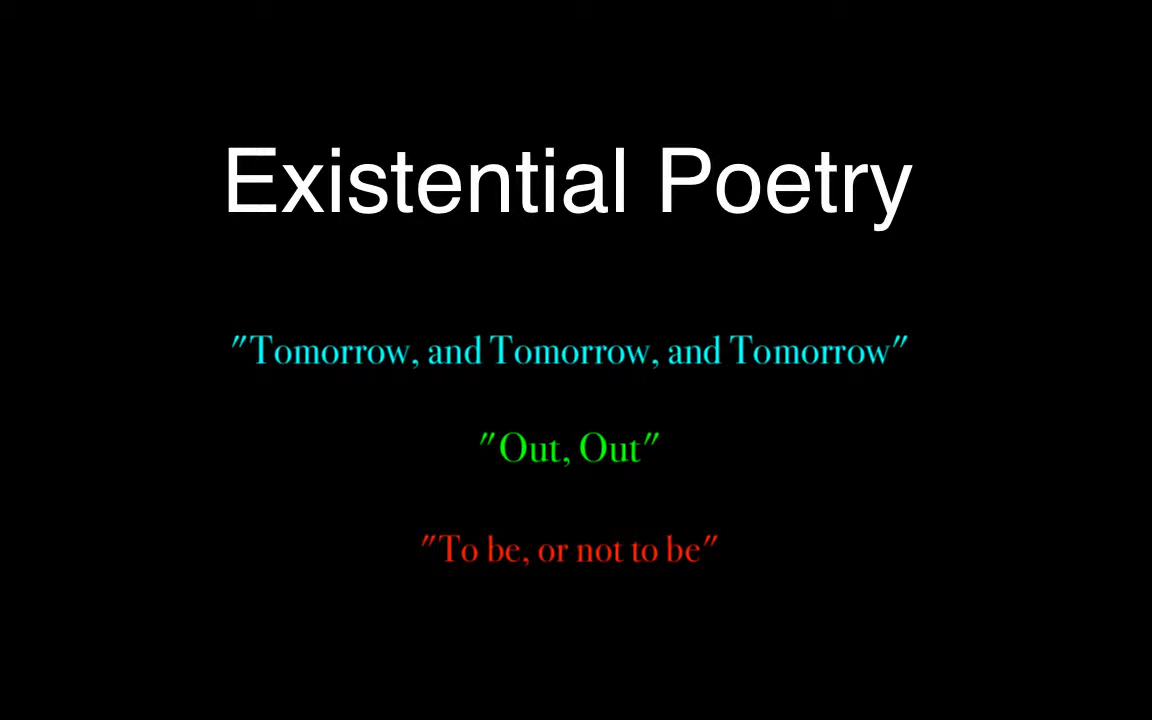 Existential Poetry
"Tomorrow, and Tomorrow, and Tomorrow"
"Out, Out"
"To be, or not to be"